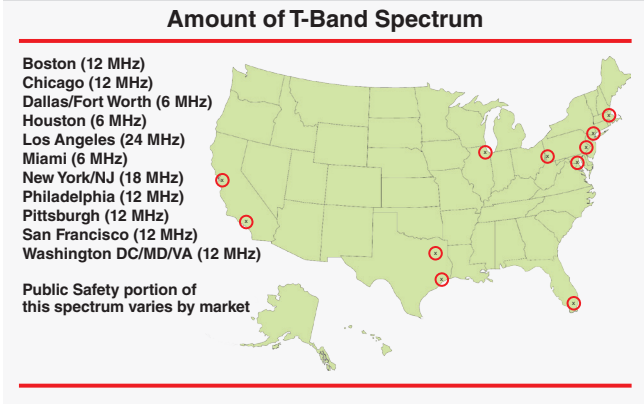 Amount of T-Band Spectrum
Boston (12 MHz)
Chicago (12 MHz)
Dallas/Fort Worth (6 MHz)
Houston (6 MHz)
Los Angeles (24 MHz)
Miami (6 MHz)
New York/NJ (18 MHz)
Philadelphia (12 MHz)
Pittsburgh (12 MHz)
San Francisco (12 MHz)
Washington DC/MD/VA (12 MHz)
Public Safety portion of
this spectrum varies by market